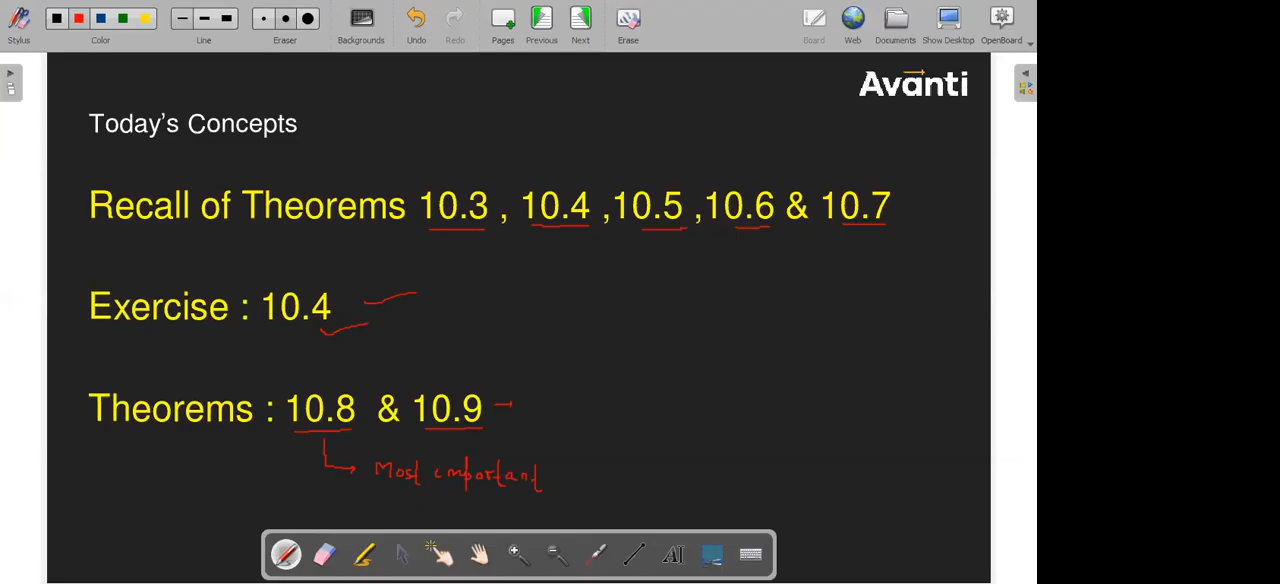 Stylus Color Line Eraser Backgrounds Undo Redo Pages Previous Next Erase Board Web Documents Show Desktop OpenBoard
Avanti
Today's Concepts
Recall of Theorems 10.3 , 10.4 ,10.5 ,10.6 & 10.7
Exercise : 10.4
Theorems : 10.8 & 10.9
Most important
AI